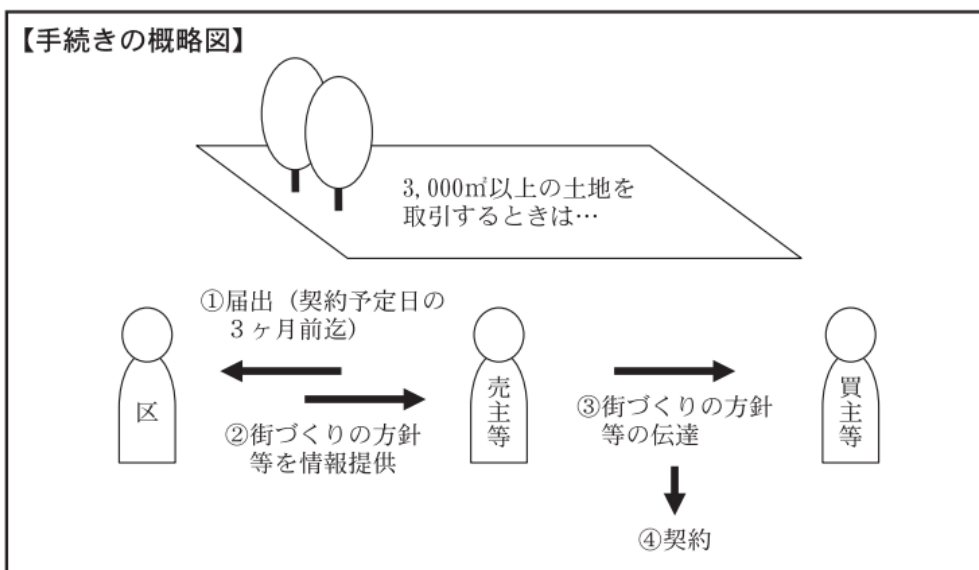 【手続きの概略図】
3,000㎡以上の土地を
取引するときは…
①届出（契約予定日の
３ヶ月前迄）
区
②街づくりの方針
等を情報提供
売主等
③街づくりの方針
等の伝達
買主等
④契約